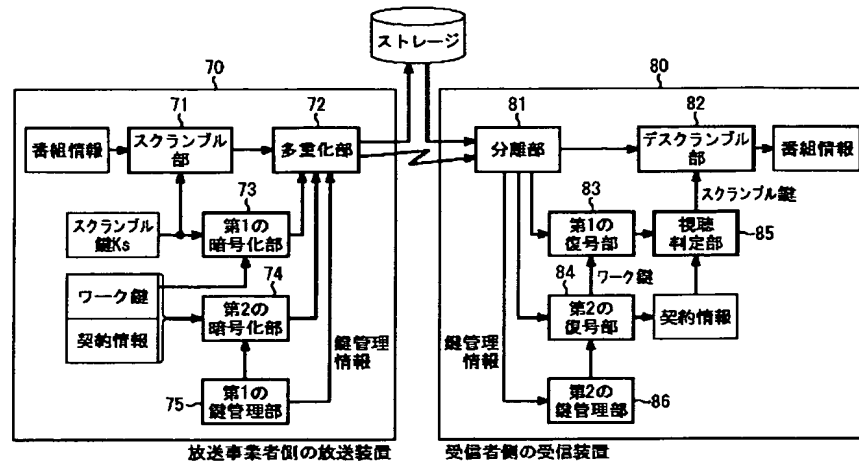 ストレージ
70
71
72
番組情報
スクランブル
部
多重化部
73
スクランブル
鍵Ks
第1の
暗号化部
74
ワーク鍵
契約情報
第2の
暗号化部
鍵管理
情報
75
第1の
鍵管理部
放送事業者側の放送装置
80
81
82
分離部
デスクランブル
部
番組情報
スクランブル鍵
83
第1の
復号部
視聴
判定部
85
ワーク鍵
84
第2の
復号部
契約情報
鍵管理
情報
第2の
鍵管理部
86
受信者側の受信装置